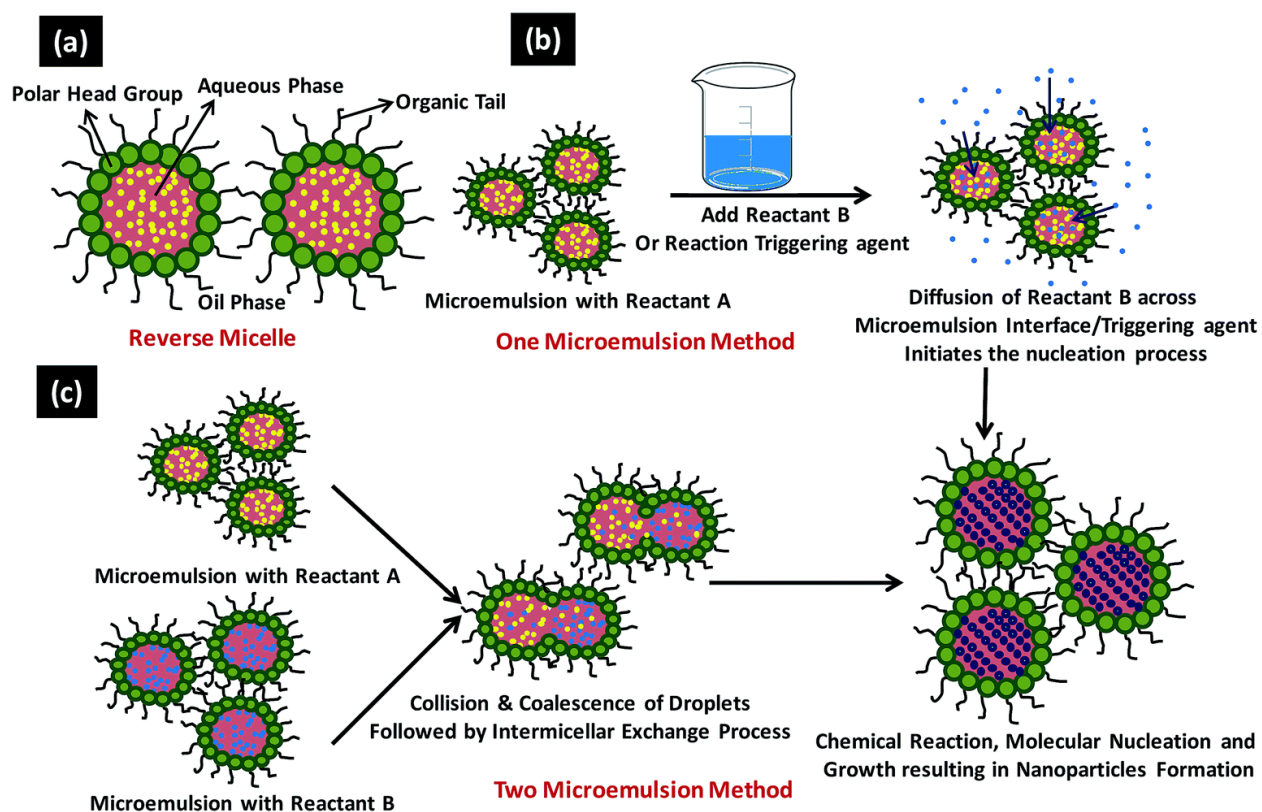 (a)
Polar Head Group
Aqueous Phase
Organic Tail
Oil Phase
Reverse Micelle
(b)
Microemulsion with Reactant A
Add Reactant B
Or Reaction Triggering agent
One Microemulsion Method
Diffusion of Reactant B across
Microemulsion Interface/Triggering agent
Initiates the nucleation process
(c)
Microemulsion with Reactant A
Microemulsion with Reactant B
Collision & Coalescence of Droplets
Followed by Intermicellar Exchange Process
Two Microemulsion Method
Chemical Reaction, Molecular Nucleation and
Growth resulting in Nanoparticles Formation